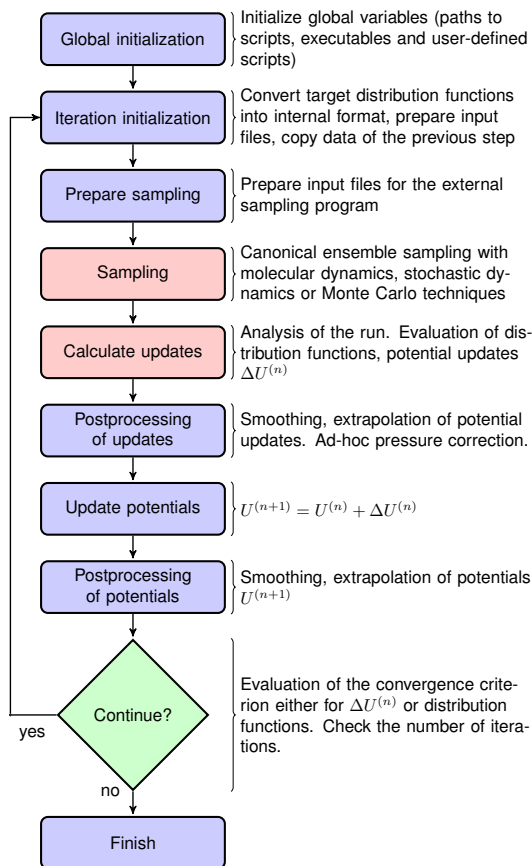 Global initialization
Initialize global variables (paths to
scripts, executables and user-defined
scripts)
Iteration initialization
Convert target distribution functions
into internal format, prepare input
files, copy data of the previous step
Prepare sampling
Prepare input files for the external
sampling program
Sampling
Canonical ensemble sampling with
molecular dynamics, stochastic dy-
namics or Monte Carlo techniques
Calculate updates
Analysis of the run. Evaluation of dis-
tribution functions, potential updates
ΔU⁽ⁿ⁾
Postprocessing
of updates
Smoothing, extrapolation of potential
updates. Ad-hoc pressure correction.
Update potentials
U⁽ⁿ⁺¹⁾ = U⁽ⁿ⁾ + ΔU⁽ⁿ⁾
Postprocessing
of potentials
Smoothing, extrapolation of potentials
U⁽ⁿ⁺¹⁾
Continue?
Evaluation of the convergence crite-
rion either for ΔU⁽ⁿ⁾ or distribution
functions. Check the number of itera-
tions.
yes
no
Finish